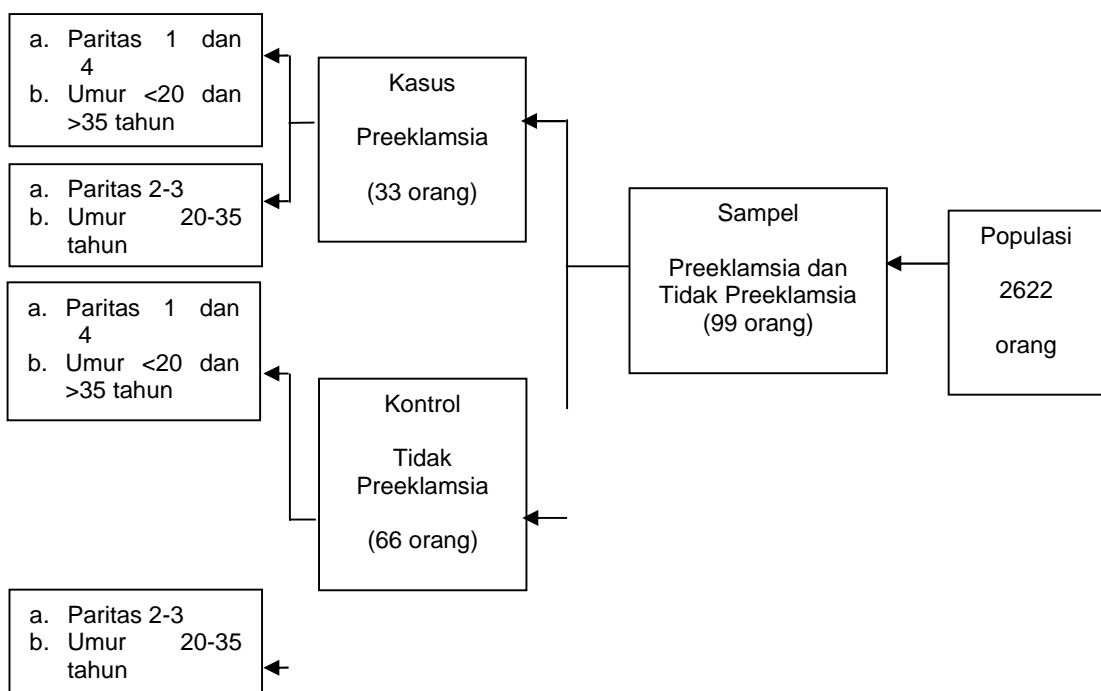 a. Paritas 1 dan
4
b. Umur <20 dan
>35 tahun
a. Paritas 2-3
b. Umur 20-35
tahun
a. Paritas 1 dan
4
b. Umur <20 dan
>35 tahun
a. Paritas 2-3
b. Umur 20-35
tahun
Kasus
Preeklamsia
(33 orang)
Kontrol
Tidak
Preeklamsia
(66 orang)
Sampel
Preeklamsia dan
Tidak Preeklamsia
(99 orang)
Populasi
2622
orang